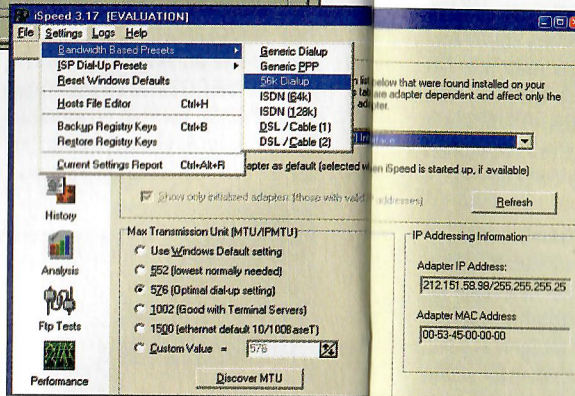 iSpeed 3.17 [EVALUATION]
File Settings Logs Help
Bandwidth Based Presets
ISP Dial-Up Presets
Reset Windows Defaults
Hosts File Editor Ctrl+H
Backup Registry Keys Ctrl+B
Restore Registry Keys
Current Settings Report Ctrl+Alt+R
Generic Dialup
Generic PPP
56k Dialup
ISDN (64k)
ISDN (128k)
DSL / Cable (1)
DSL / Cable (2)
below that were found installed on your
are adapter dependent and affect only the
adapter as default (selected when iSpeed is started up, if available)
Show only initialized adapters (those with valid addresses)
Refresh
History
Analysis
Ftp Tests
Performance
Max Transmission Unit (MTU/IPMTU)
Use Windows Default setting
552 (lowest normally needed)
576 (Optimal dial-up setting)
1002 (Good with Terminal Servers)
1500 (ethernet default 10/100BaseT)
Custom Value = 576
Discover MTU
IP Addressing Information
Adapter IP Address:
212.151.58.98/255.255.255.25
Adapter MAC Address
00-53-45-00-00-00